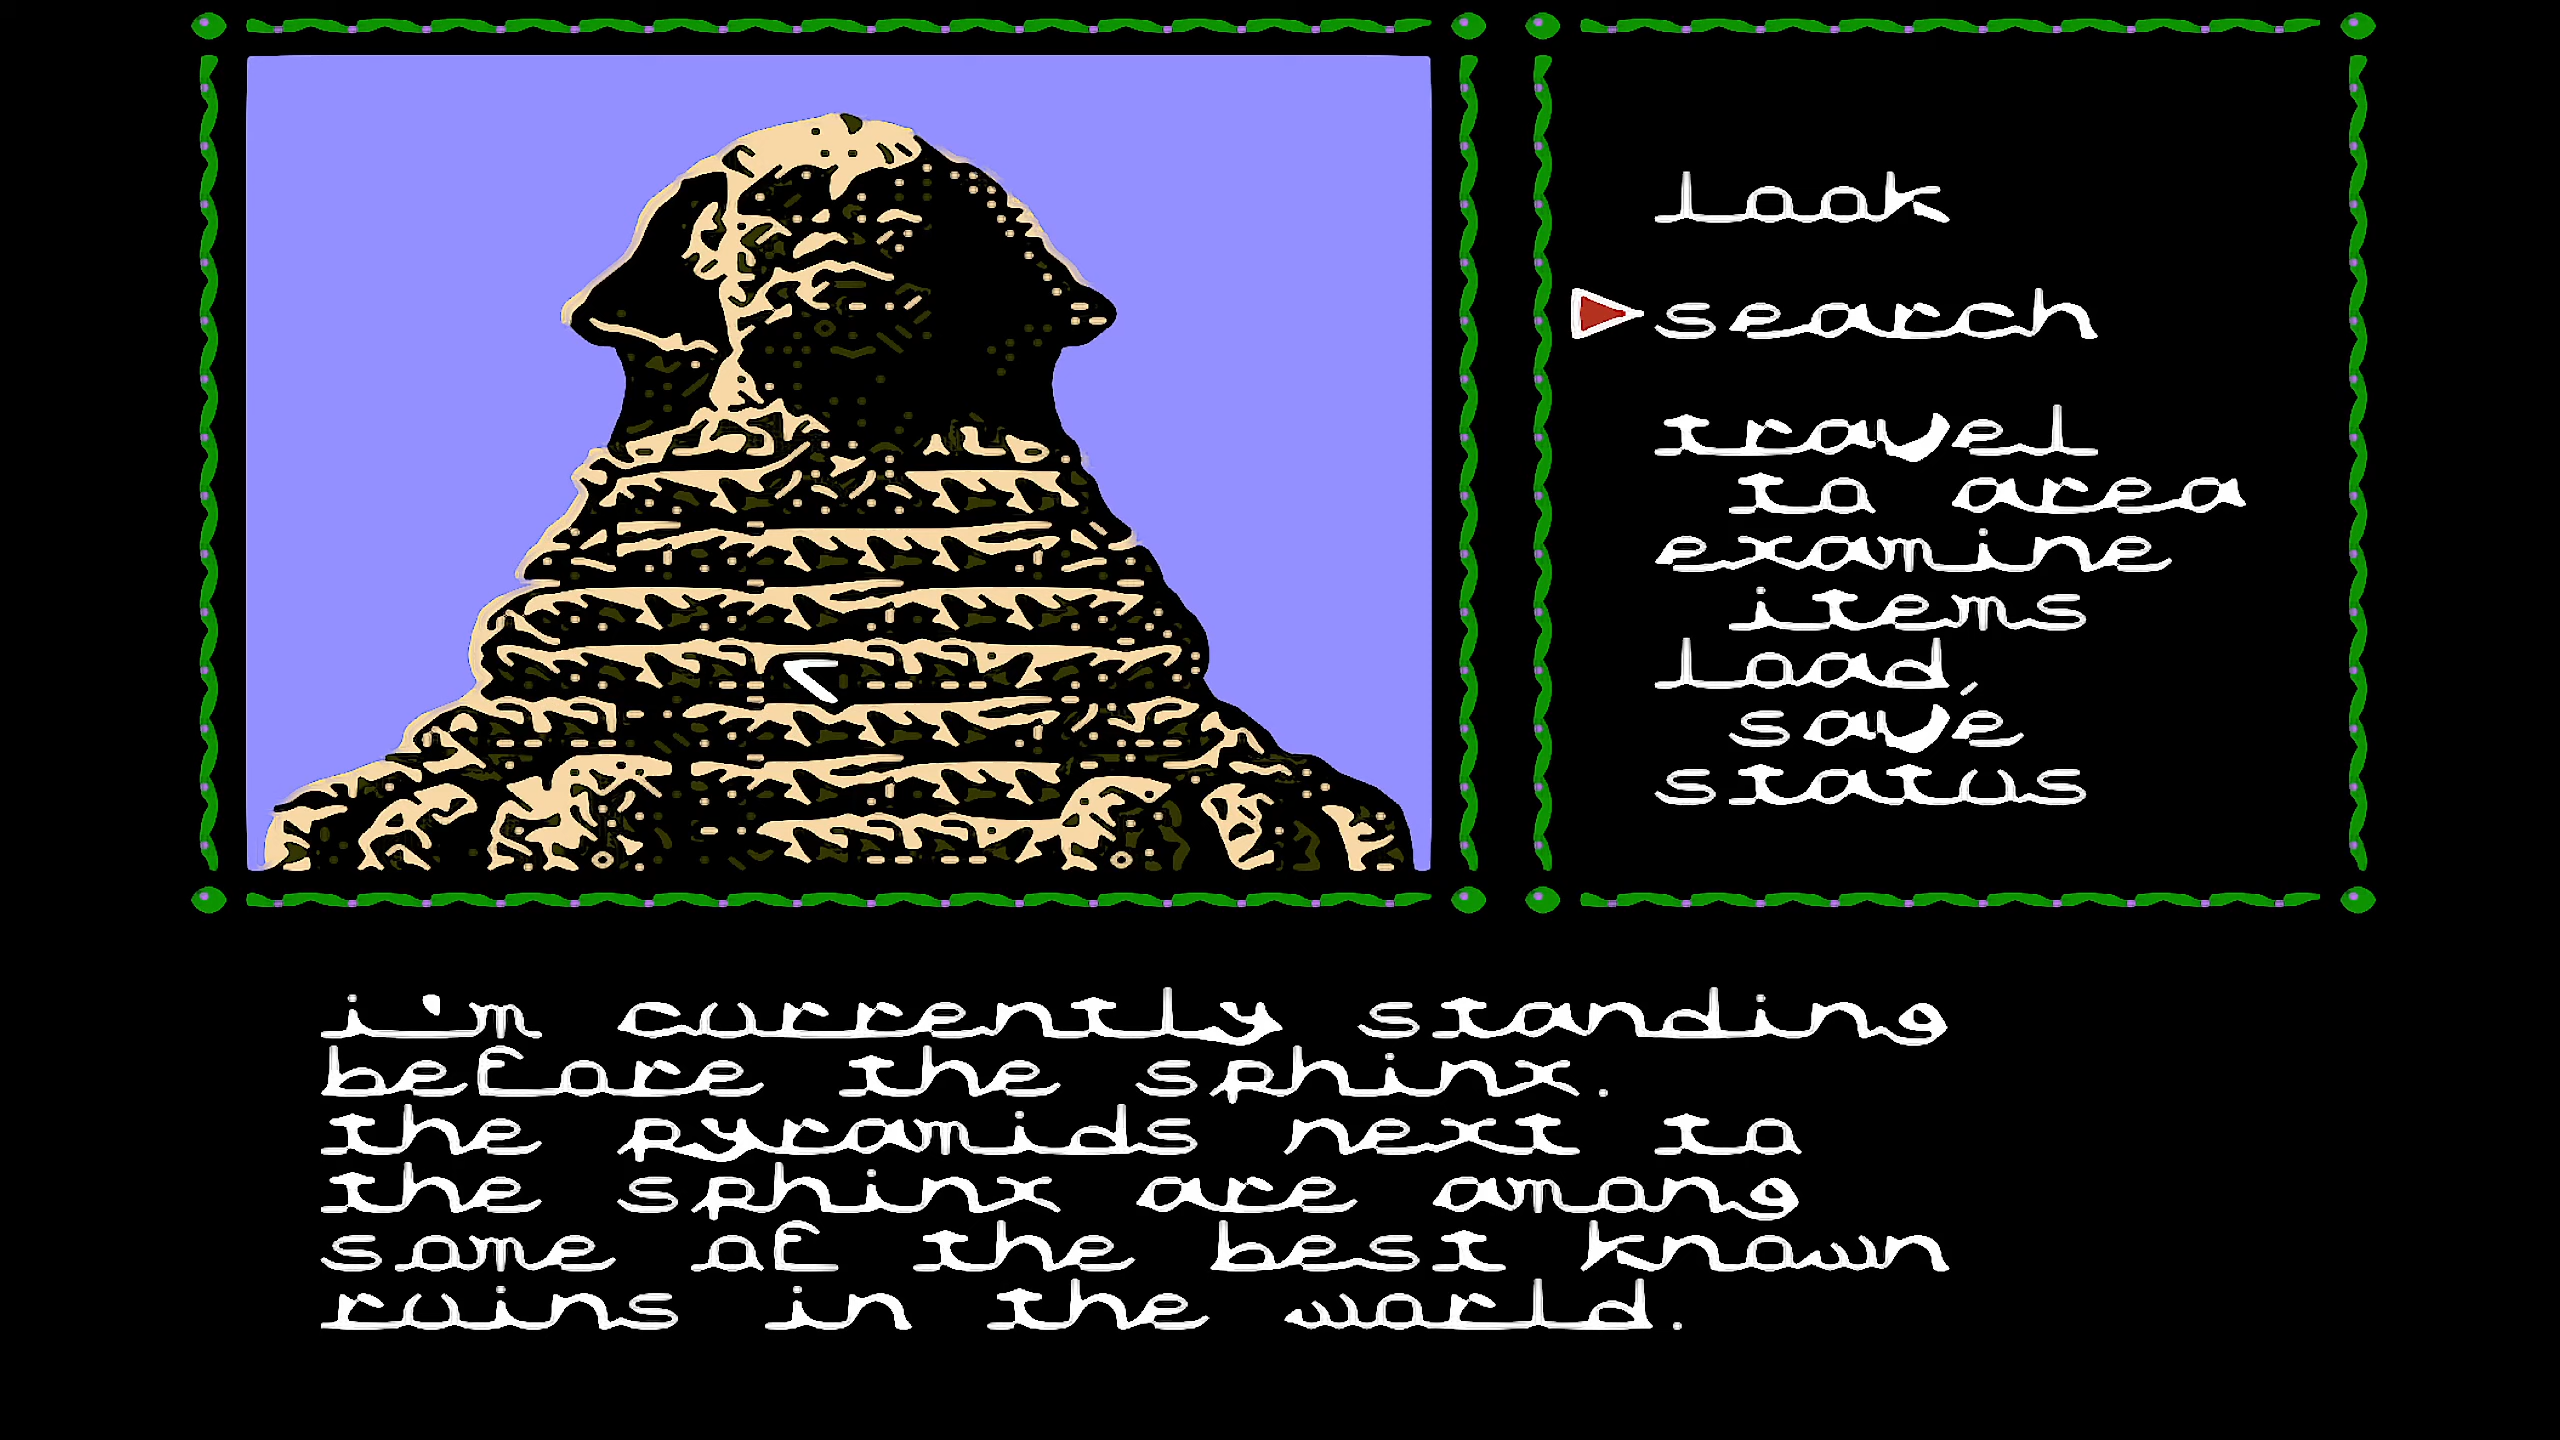 look
search
travel
to area
examine
items
load,
save
status
i'm currently standing
before the sphinx.
the pyramids next to
the sphinx are among
some of the best known
ruins in the world.